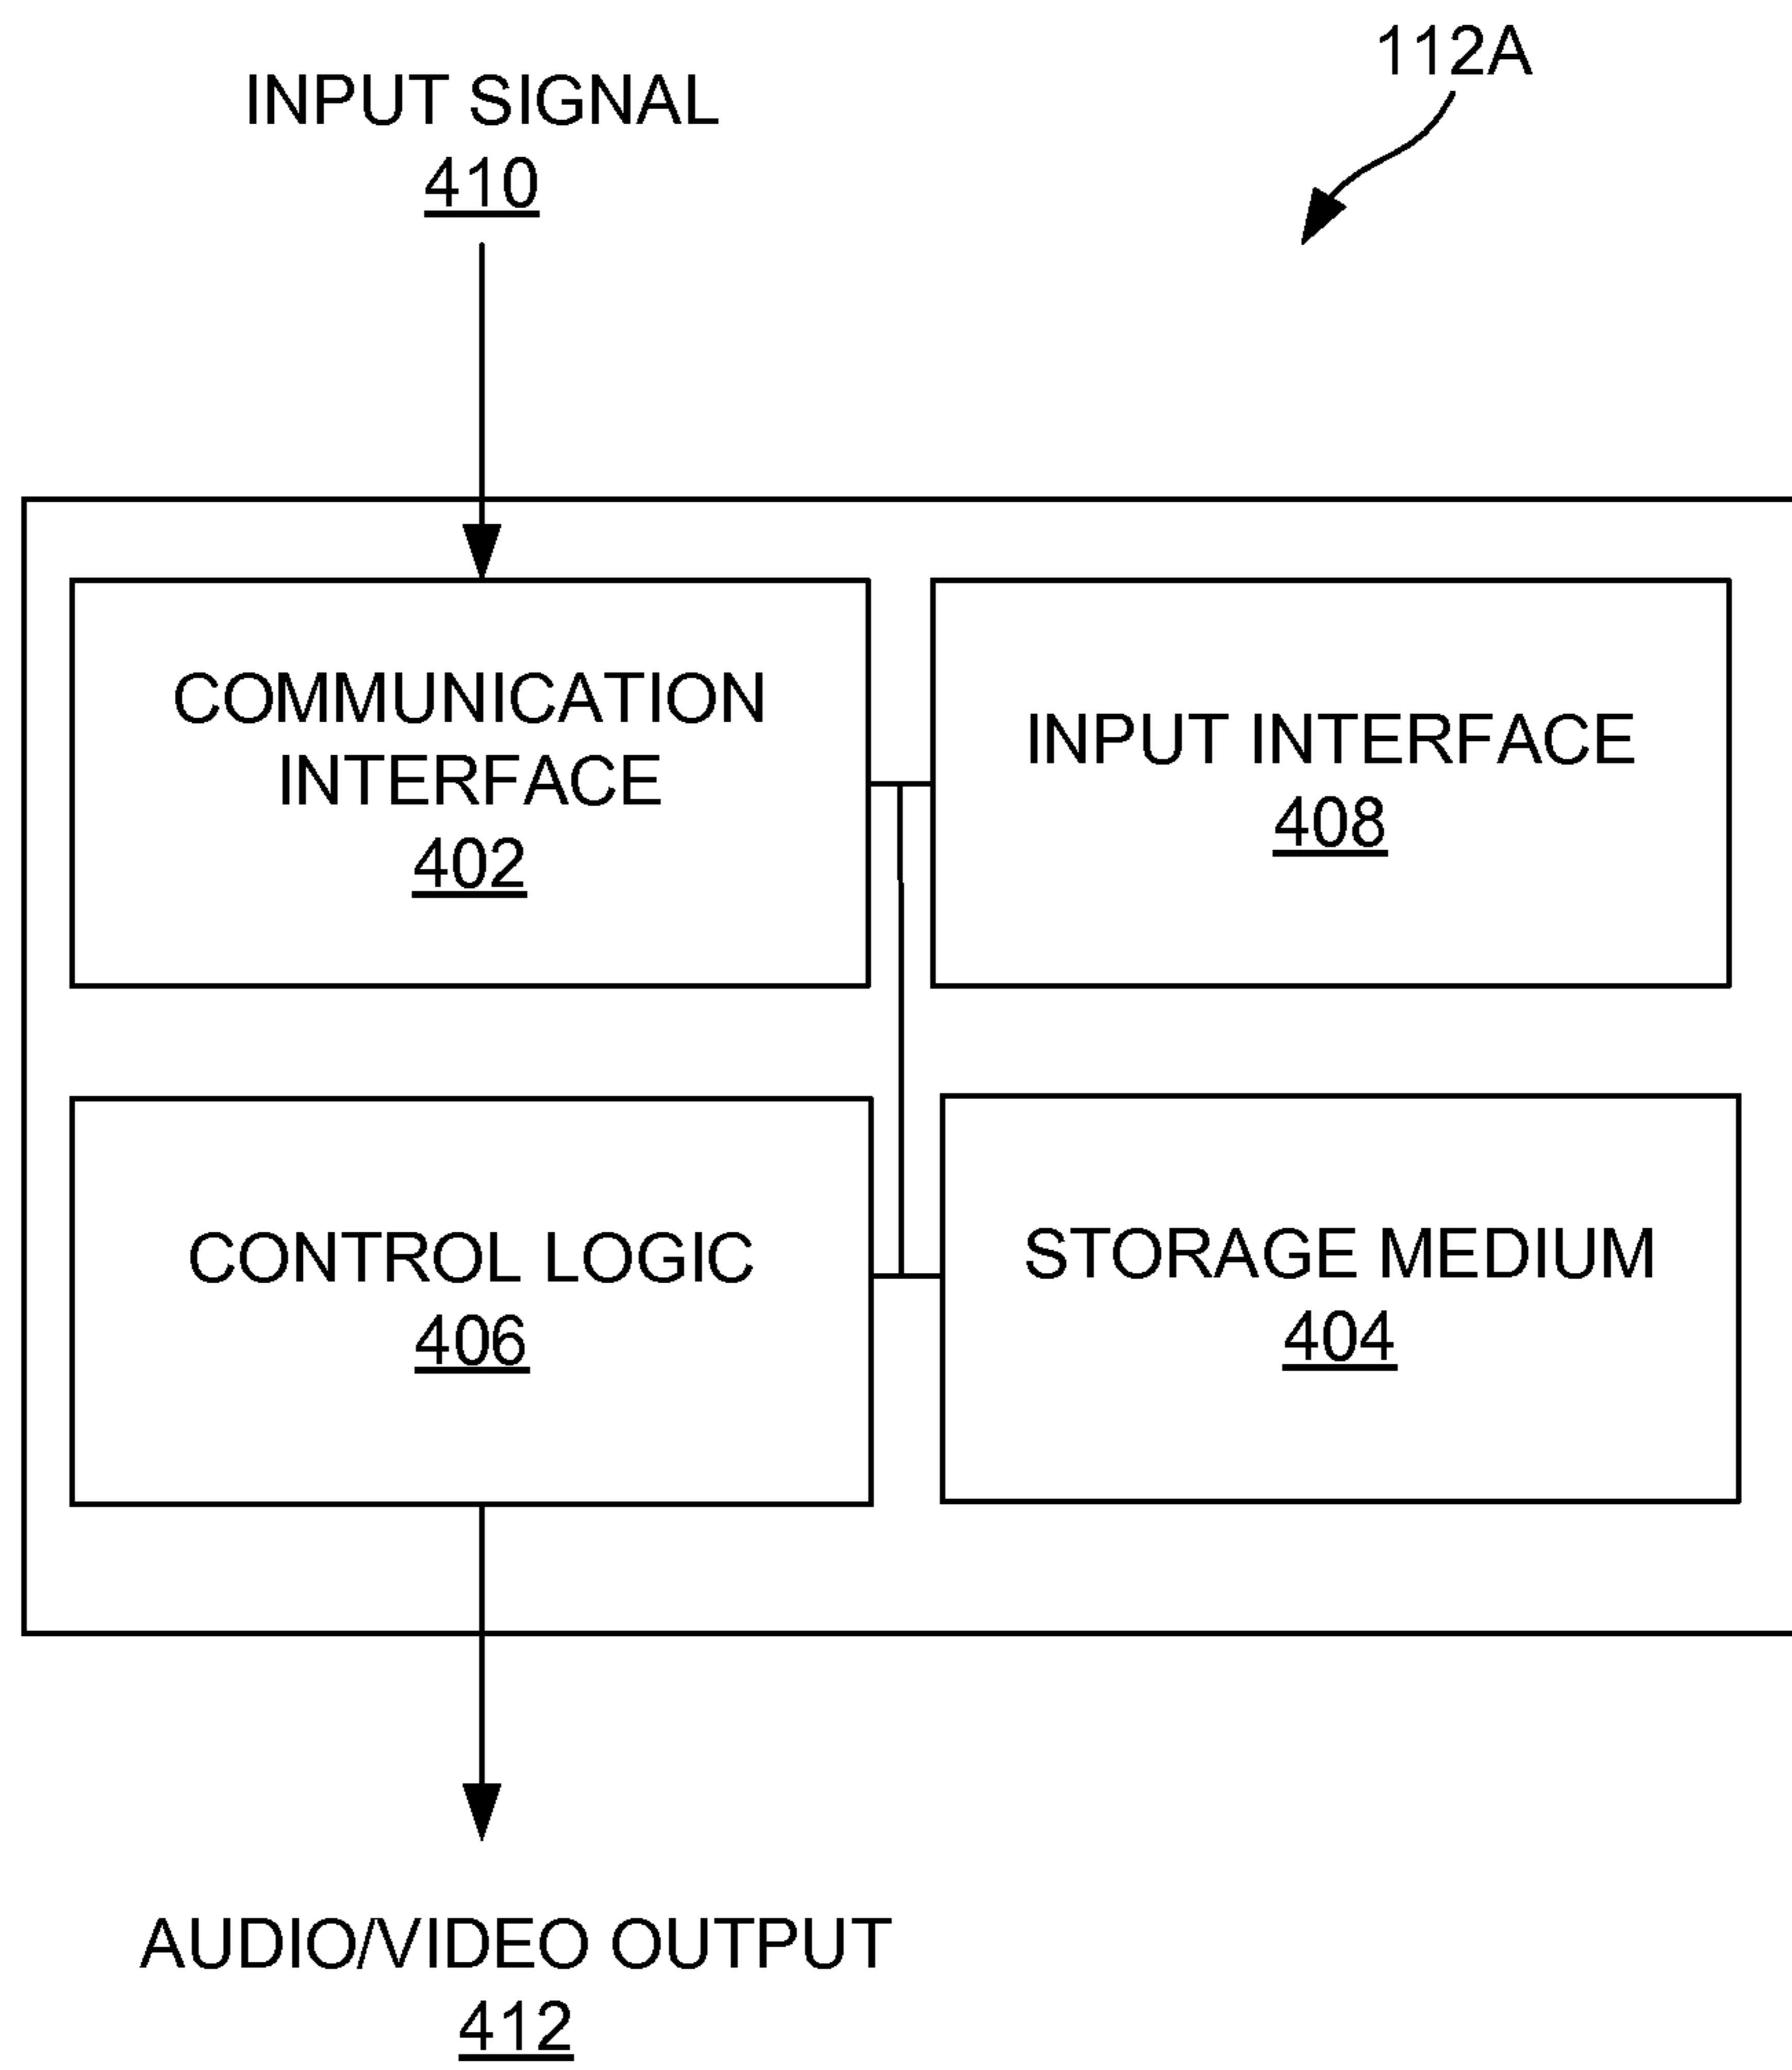 112A
INPUT SIGNAL
410
COMMUNICATION
INTERFACE
402
INPUT INTERFACE
408
CONTROL LOGIC
406
STORAGE MEDIUM
404
AUDIO/VIDEO OUTPUT
412